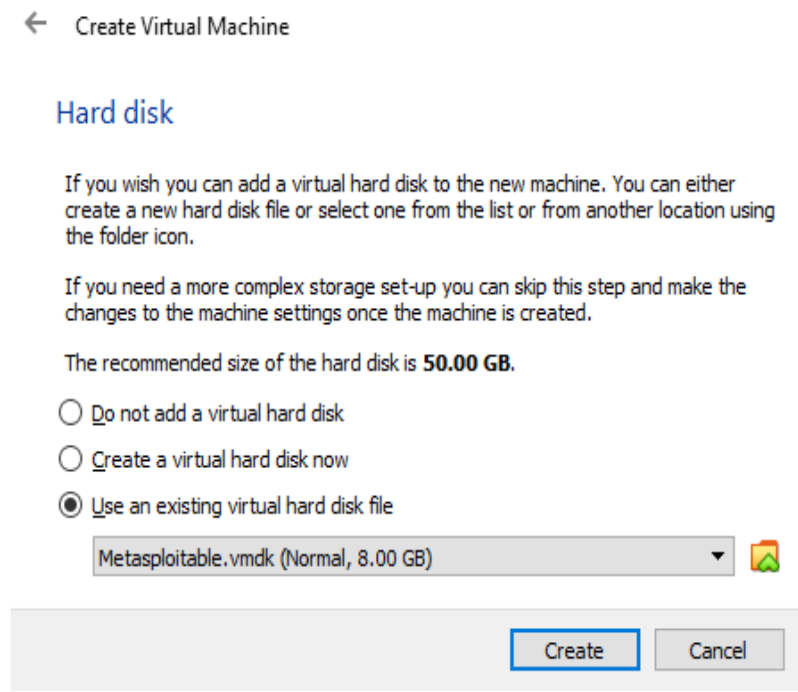 Create Virtual Machine
Hard disk
If you wish you can add a virtual hard disk to the new machine. You can either
create a new hard disk file or select one from the list or from another location using
the folder icon.
If you need a more complex storage set-up you can skip this step and make the
changes to the machine settings once the machine is created.
The recommended size of the hard disk is 50.00 GB.
Do not add a virtual hard disk
Create a virtual hard disk now
Use an existing virtual hard disk file
Metasploitable.vmdk (Normal, 8.00 GB)
Create Cancel